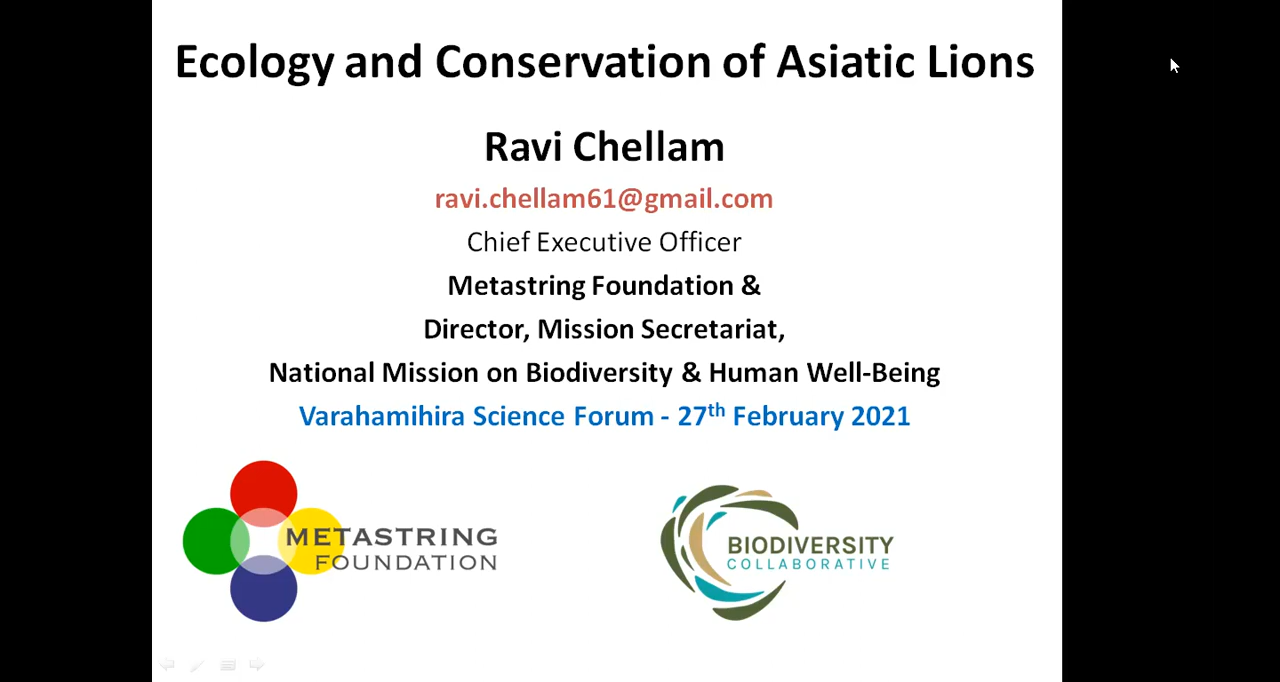 Ecology and Conservation of Asiatic Lions
Ravi Chellam
ravi.chellam61@gmail.com
Chief Executive Officer
Metastring Foundation &
Director, Mission Secretariat,
National Mission on Biodiversity & Human Well-Being
Varahamihira Science Forum - 27th February 2021
METASTRING
FOUNDATION
BIODIVERSITY
COLLABORATIVE